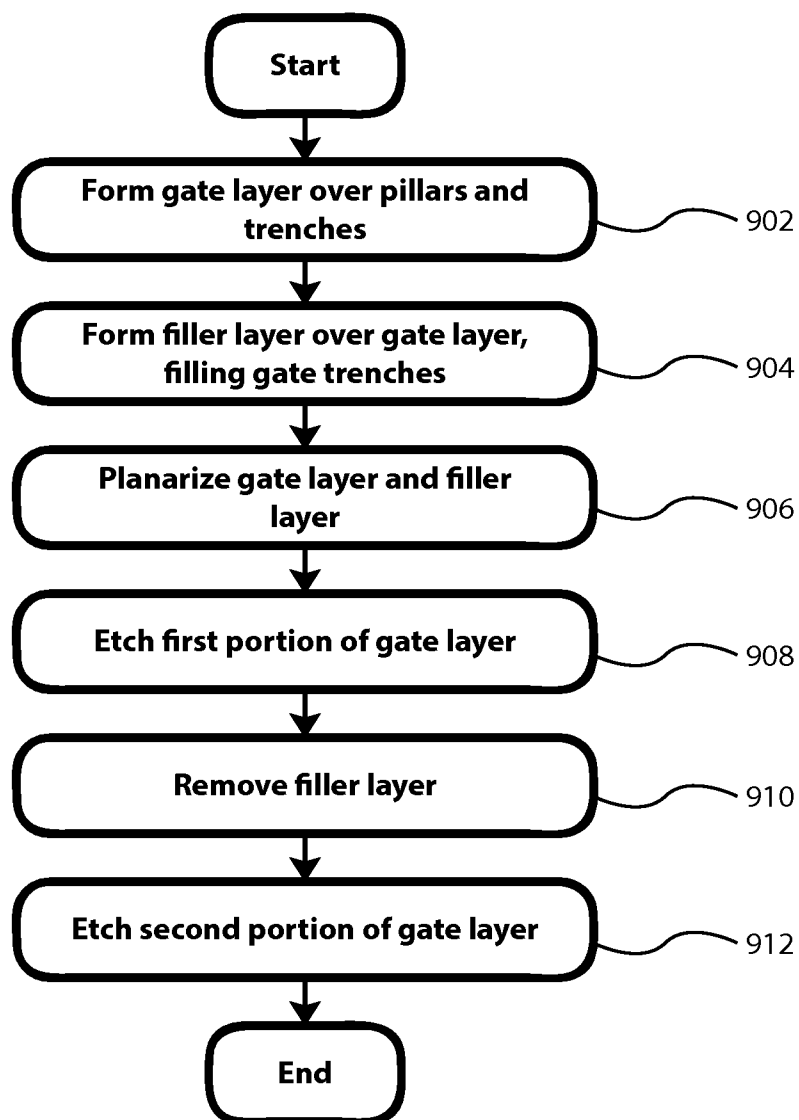 Start
Form gate layer over pillars and
trenches
902
Form filler layer over gate layer,
filling gate trenches
904
Planarize gate layer and filler
layer
906
Etch first portion of gate layer
908
Remove filler layer
910
Etch second portion of gate layer
912
End